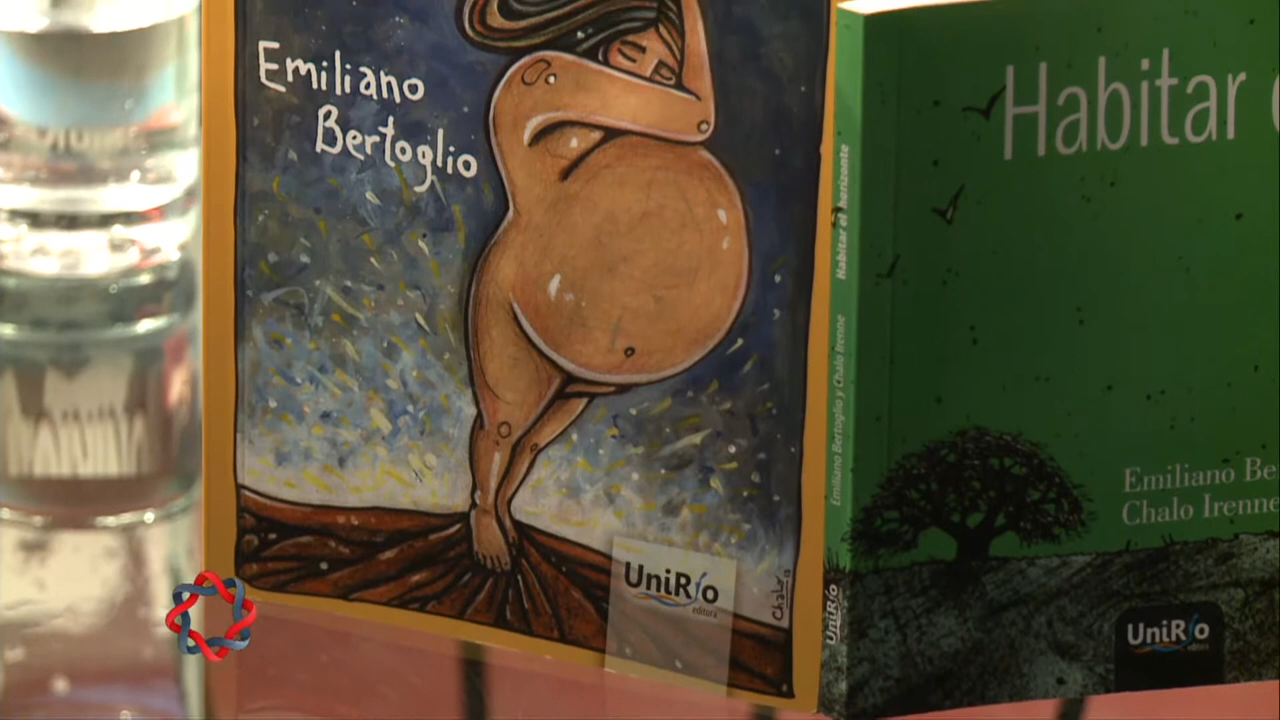 Emiliano
Bertoglio
UniRío
editora
Chalo
Emiliano Bertoglio y Chalo Irenne
Habitar el horizonte
UniRío
Habitar
Emiliano Be
Chalo Irenne
UniRío
editora